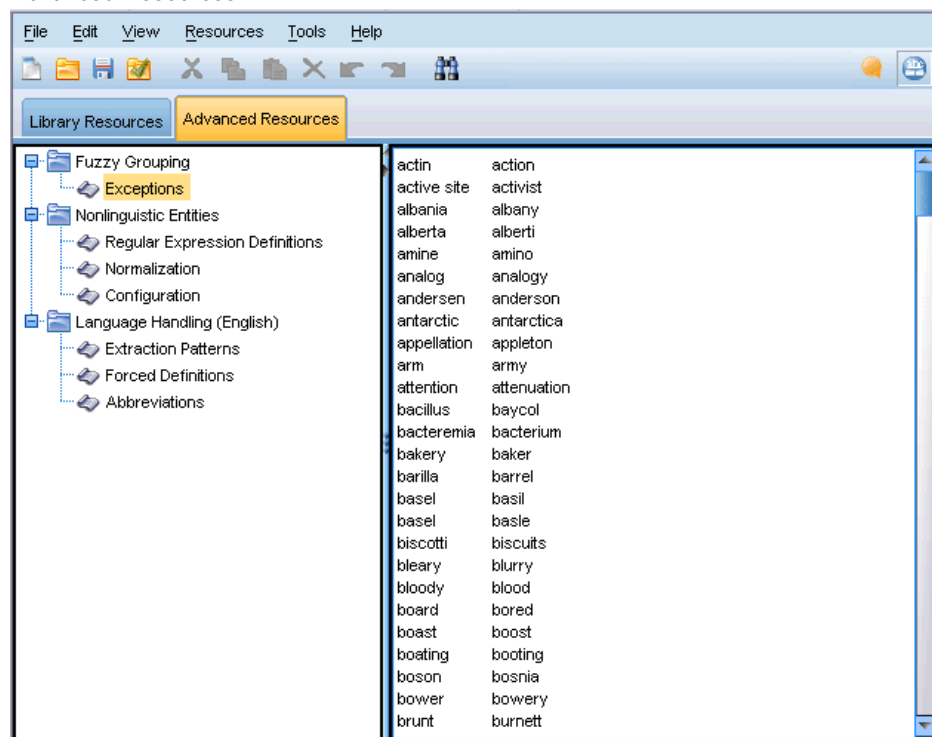 File Edit View Resources Tools Help
Library Resources Advanced Resources
Fuzzy Grouping
Exceptions
Nonlinguistic Entities
Regular Expression Definitions
Normalization
Configuration
Language Handling (English)
Extraction Patterns
Forced Definitions
Abbreviations
actin action
active site activist
albania albany
alberta alberti
amine amino
analog analogy
andersen anderson
antarctic antarctica
appellation appleton
arm army
attention attenuation
bacillus baycol
bacteremia bacterium
bakery baker
barilla barrel
basel basil
basel basle
biscotti biscuits
bleary blurry
bloody blood
board bored
boast boost
boating booting
boson bosnia
bower bowery
brunt burnett